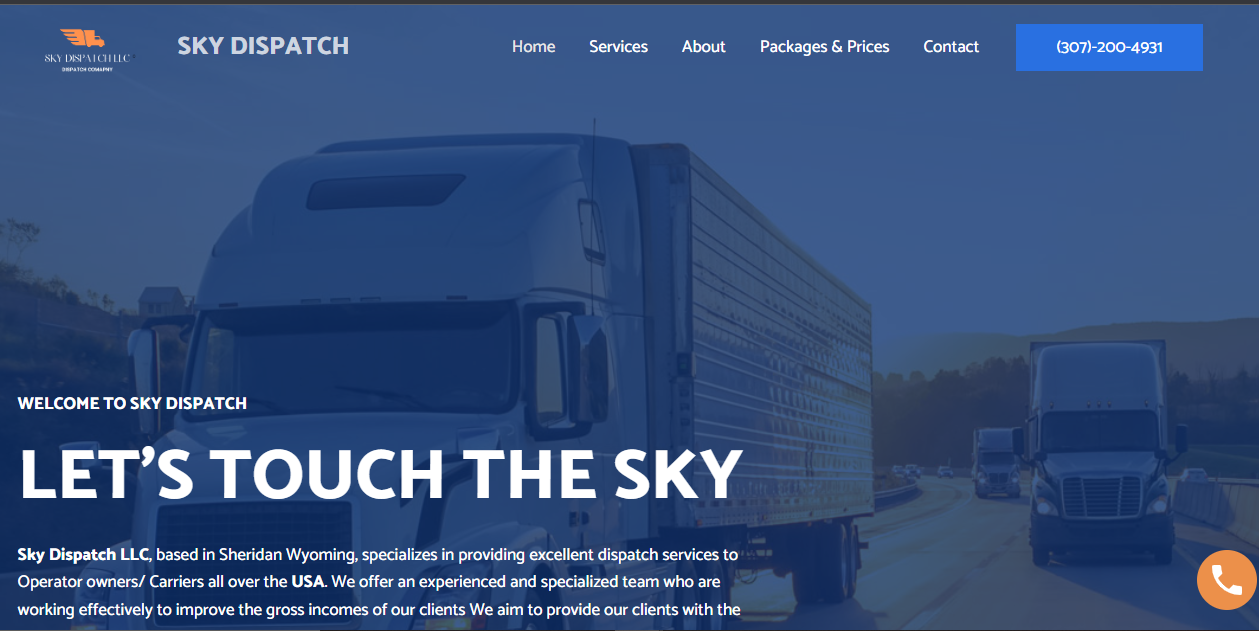 SKY DISPATCH LLC
DISPATCH COMAPNY
SKY DISPATCH
Home
Services
About
Packages & Prices
Contact
(307)-200-4931
WELCOME TO SKY DISPATCH
LET'S TOUCH THE SKY
Sky Dispatch LLC, based in Sheridan Wyoming, specializes in providing excellent dispatch services to
Operator owners/ Carriers all over the USA. We offer an experienced and specialized team who are
working effectively to improve the gross incomes of our clients We aim to provide our clients with the